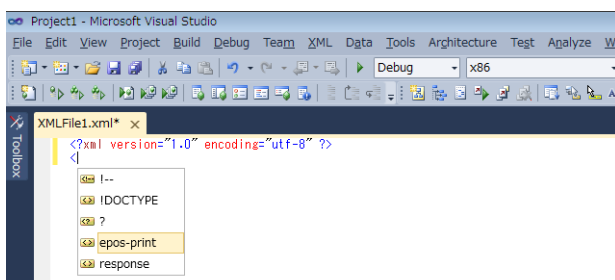 Project1 - Microsoft Visual Studio
File Edit View Project Build Debug Team XML Data Tools Architecture Test Analyze W
Debug x86
XMLFile1.xml* ×
Toolbox
<?xml version="1.0" encoding="utf-8" ?>
<
!--
!DOCTYPE
?
epos-print
response